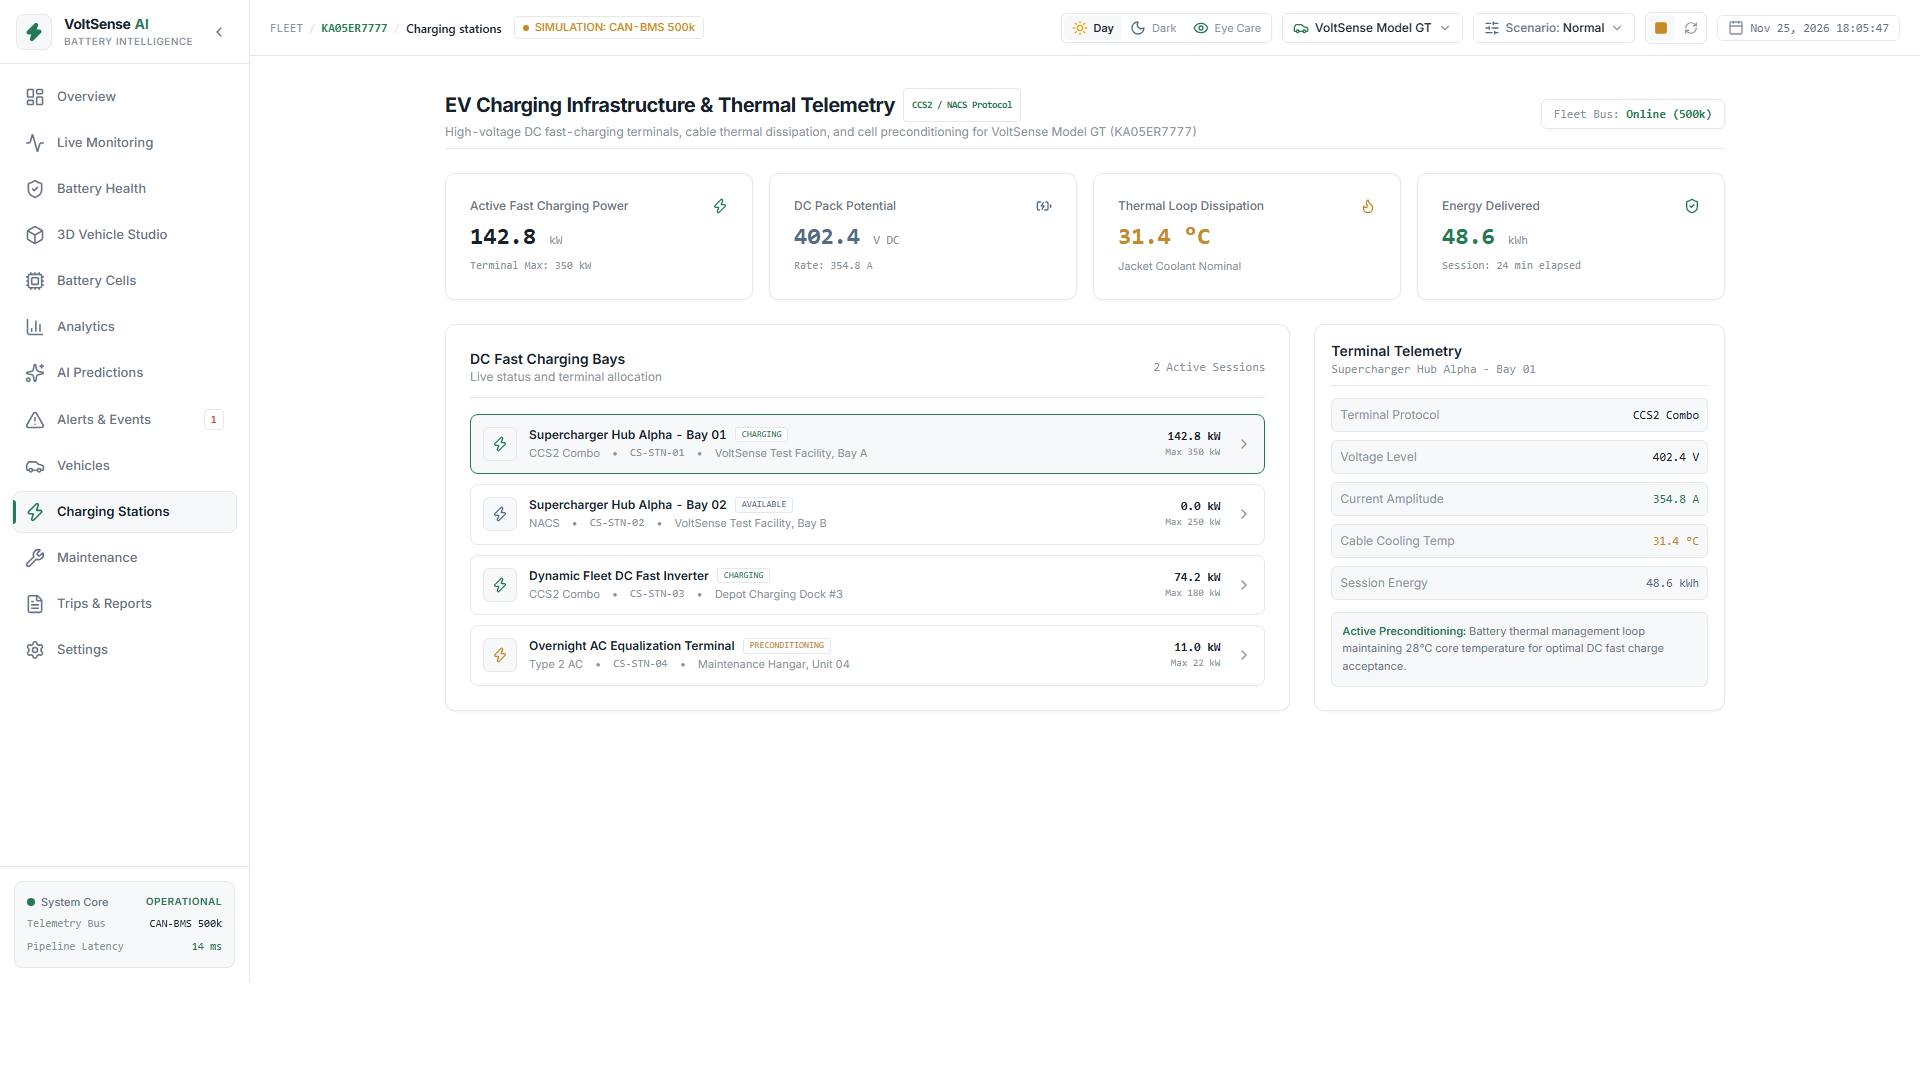 VoltSense AI
BATTERY INTELLIGENCE
Overview
Live Monitoring
Battery Health
3D Vehicle Studio
Battery Cells
Analytics
AI Predictions
Alerts & Events 1
Vehicles
Charging Stations
Maintenance
Trips & Reports
Settings
System Core OPERATIONAL
Telemetry Bus CAN-BMS 500k
Pipeline Latency 14 ms
FLEET / KA05ER7777 / Charging stations SIMULATION: CAN-BMS 500k Day Dark Eye Care VoltSense Model GT Scenario: Normal Nov 25, 2026 18:05:47
EV Charging Infrastructure & Thermal Telemetry CCS2 / NACS Protocol
High-voltage DC fast-charging terminals, cable thermal dissipation, and cell preconditioning for VoltSense Model GT (KA05ER7777)
Fleet Bus: Online (500k)
Active Fast Charging Power
142.8 kW
Terminal Max: 350 kW
DC Pack Potential
402.4 V DC
Rate: 354.8 A
Thermal Loop Dissipation
31.4 °C
Jacket Coolant Nominal
Energy Delivered
48.6 kWh
Session: 24 min elapsed
DC Fast Charging Bays
Live status and terminal allocation
2 Active Sessions
Supercharger Hub Alpha - Bay 01 CHARGING
CCS2 Combo • CS-STN-01 • VoltSense Test Facility, Bay A
142.8 kW
Max 350 kW
Supercharger Hub Alpha - Bay 02 AVAILABLE
NACS • CS-STN-02 • VoltSense Test Facility, Bay B
0.0 kW
Max 250 kW
Dynamic Fleet DC Fast Inverter CHARGING
CCS2 Combo • CS-STN-03 • Depot Charging Dock #3
74.2 kW
Max 180 kW
Overnight AC Equalization Terminal PRECONDITIONING
Type 2 AC • CS-STN-04 • Maintenance Hangar, Unit 04
11.0 kW
Max 22 kW
Terminal Telemetry
Supercharger Hub Alpha - Bay 01
Terminal Protocol CCS2 Combo
Voltage Level 402.4 V
Current Amplitude 354.8 A
Cable Cooling Temp 31.4 °C
Session Energy 48.6 kWh
Active Preconditioning: Battery thermal management loop
maintaining 28°C core temperature for optimal DC fast charge
acceptance.